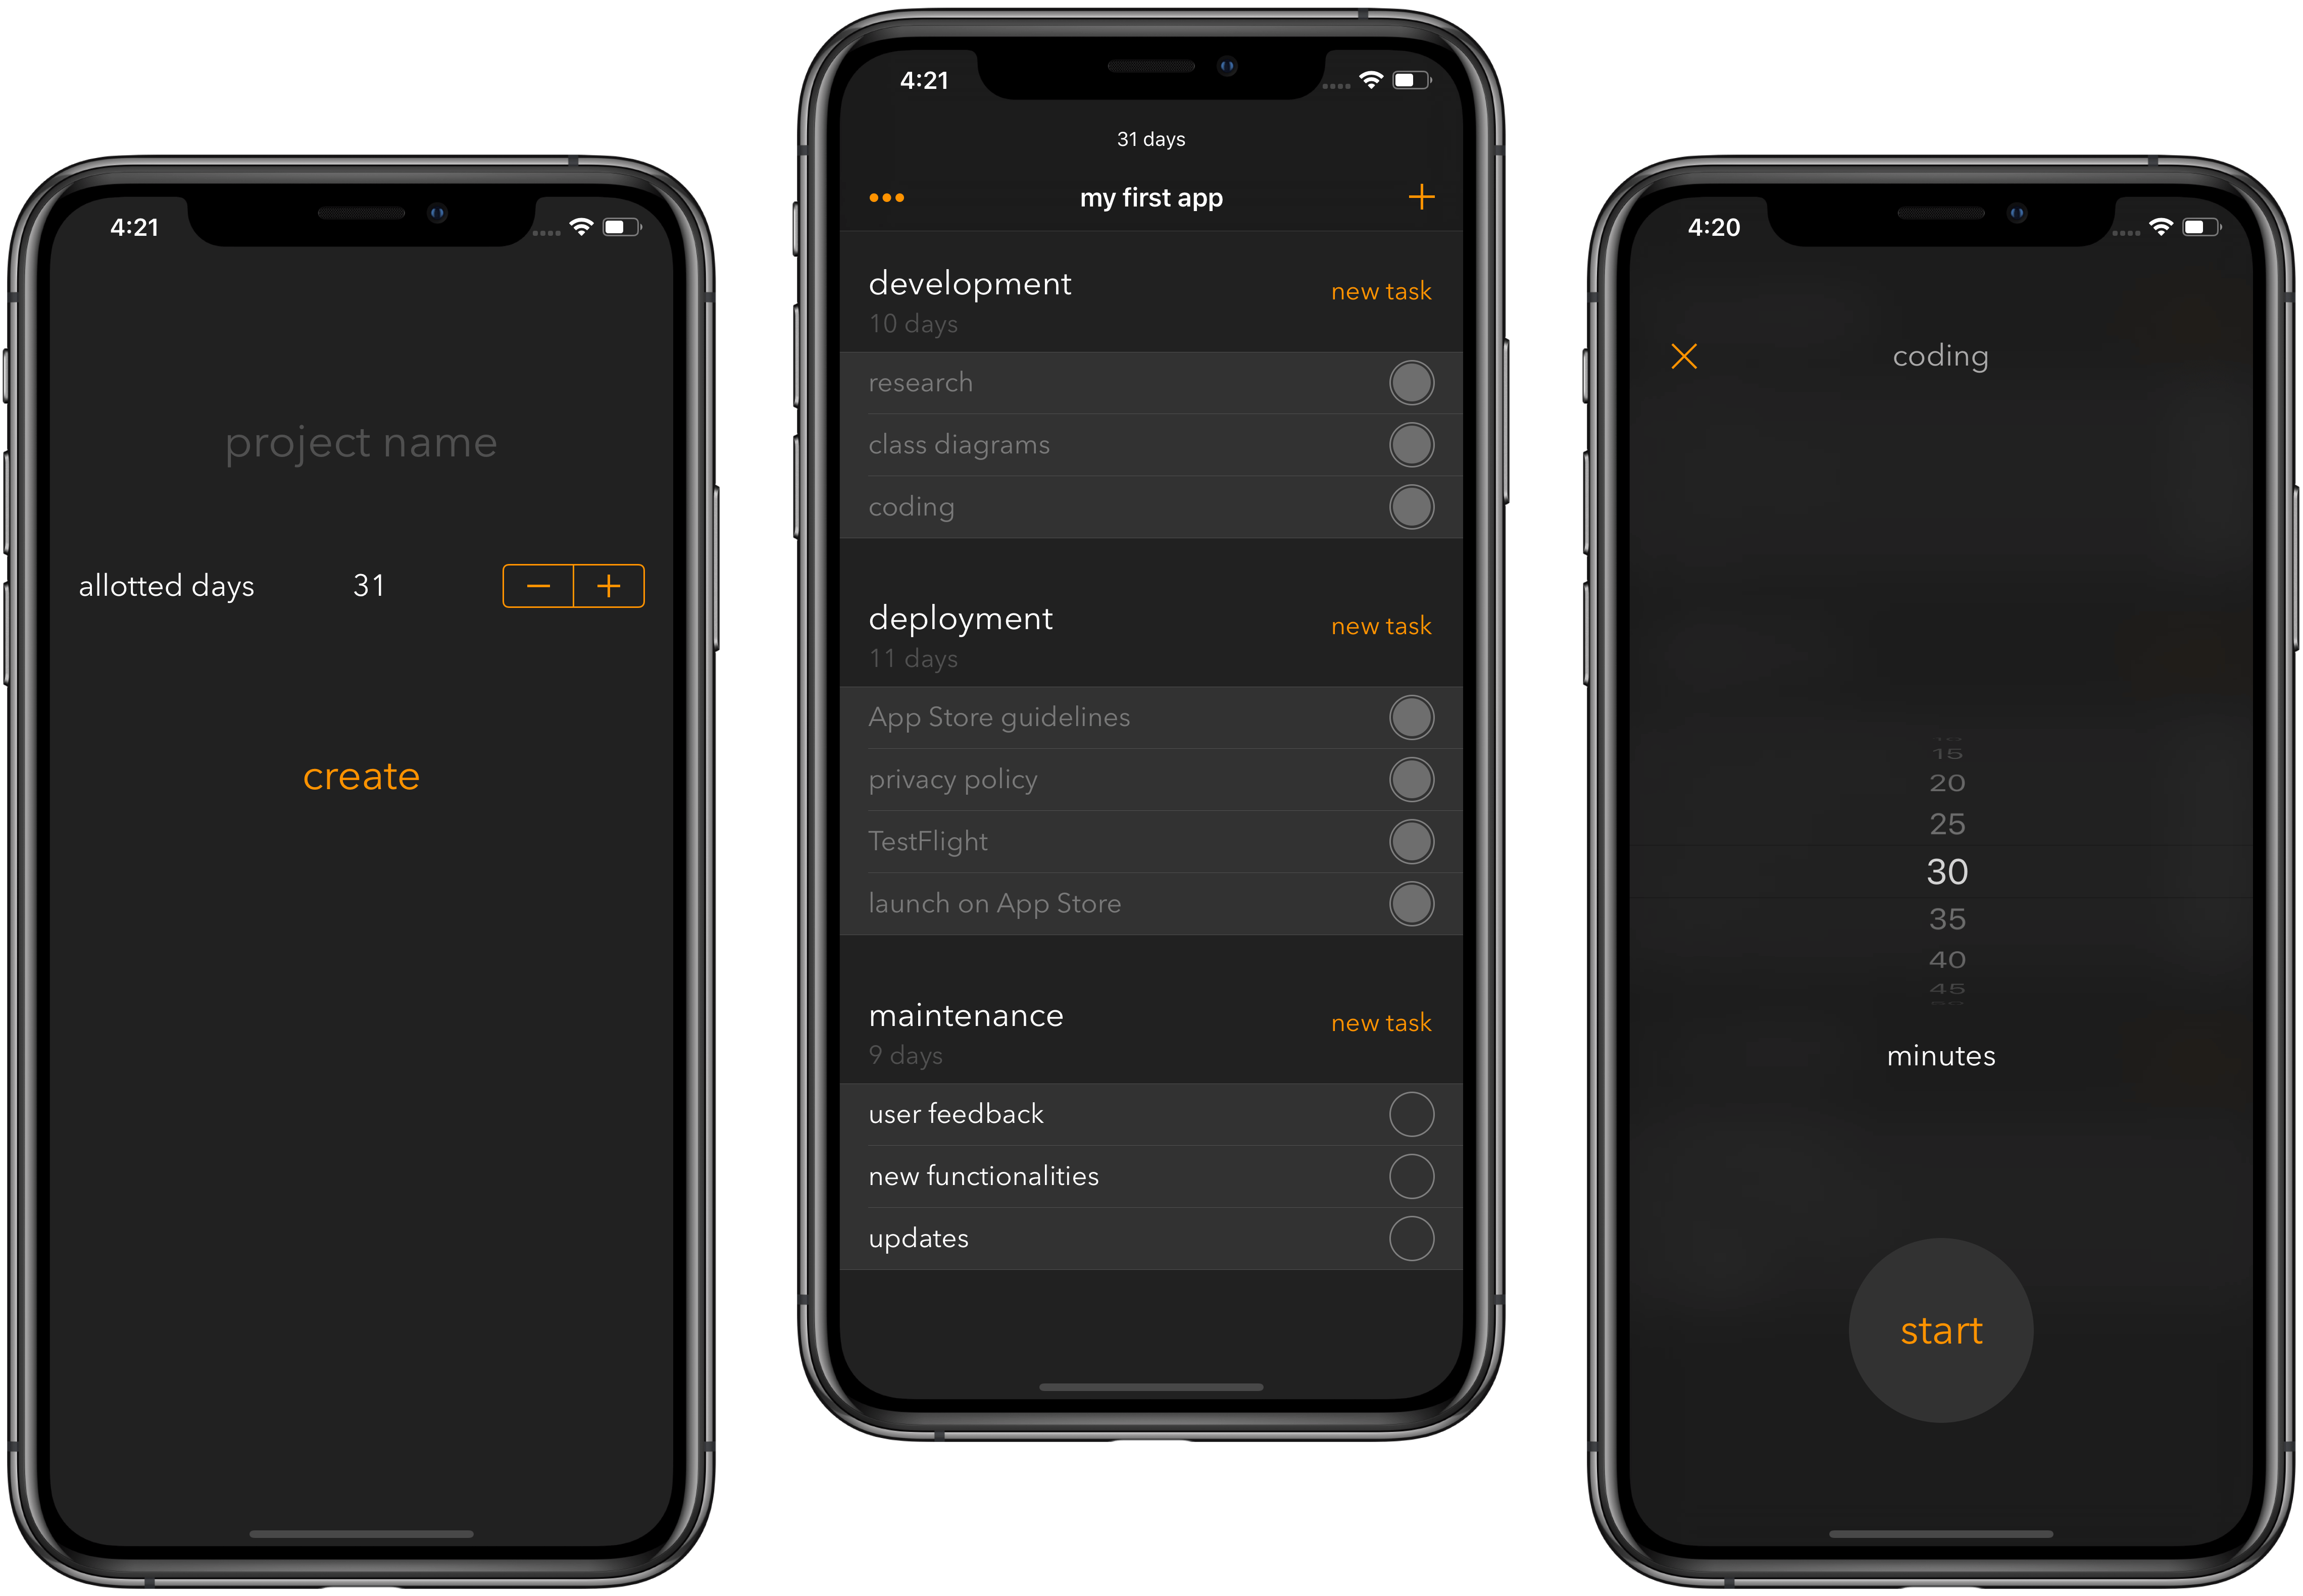 4:21
project name
allotted days 31 − +
create
4:21
31 days
••• my first app +
development new task
10 days
research
class diagrams
coding
deployment new task
11 days
App Store guidelines
privacy policy
TestFlight
launch on App Store
maintenance new task
9 days
user feedback
new functionalities
updates
4:20
coding
10
15
20
25
30
35
40
45
50
minutes
start